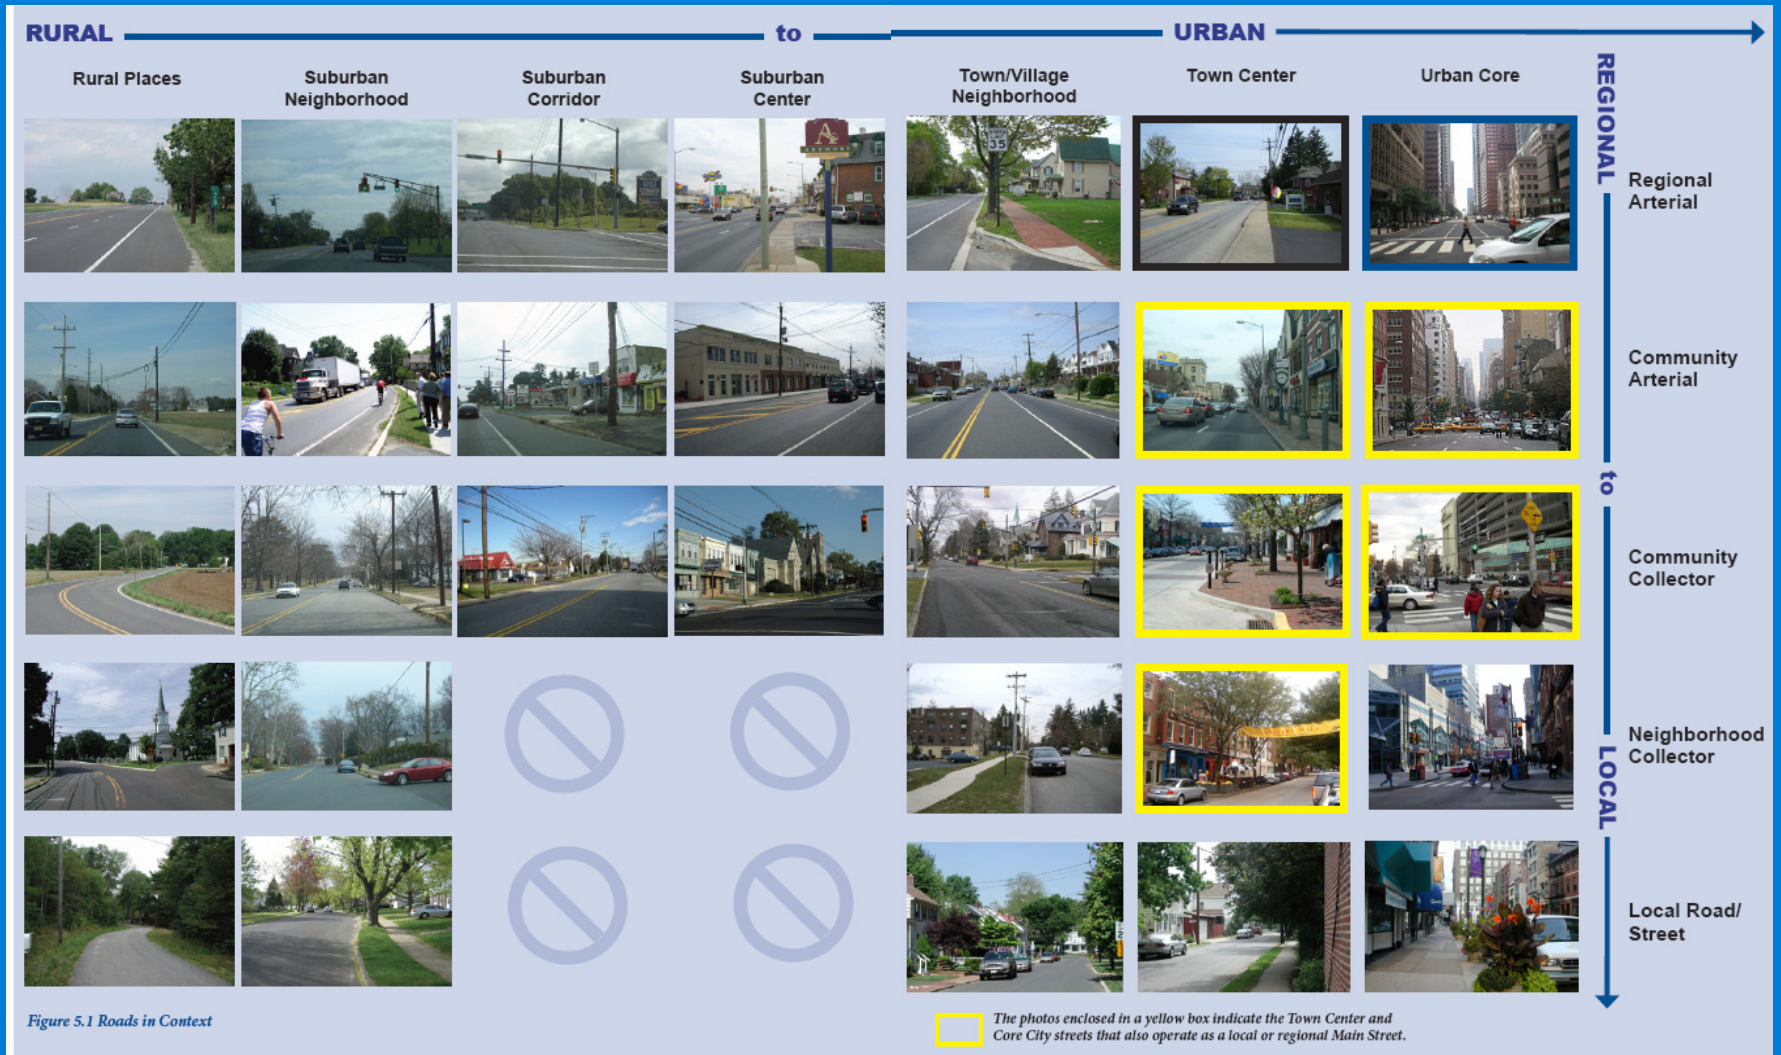 RURAL to URBAN
Rural Places
Suburban
Neighborhood
Suburban
Corridor
Suburban
Center
Town/Village
Neighborhood
Town Center
Urban Core
REGIONAL
to
LOCAL
Regional
Arterial
Community
Arterial
Community
Collector
Neighborhood
Collector
Local Road/
Street
35
A
Figure 5.1 Roads in Context
The photos enclosed in a yellow box indicate the Town Center and
Core City streets that also operate as a local or regional Main Street.